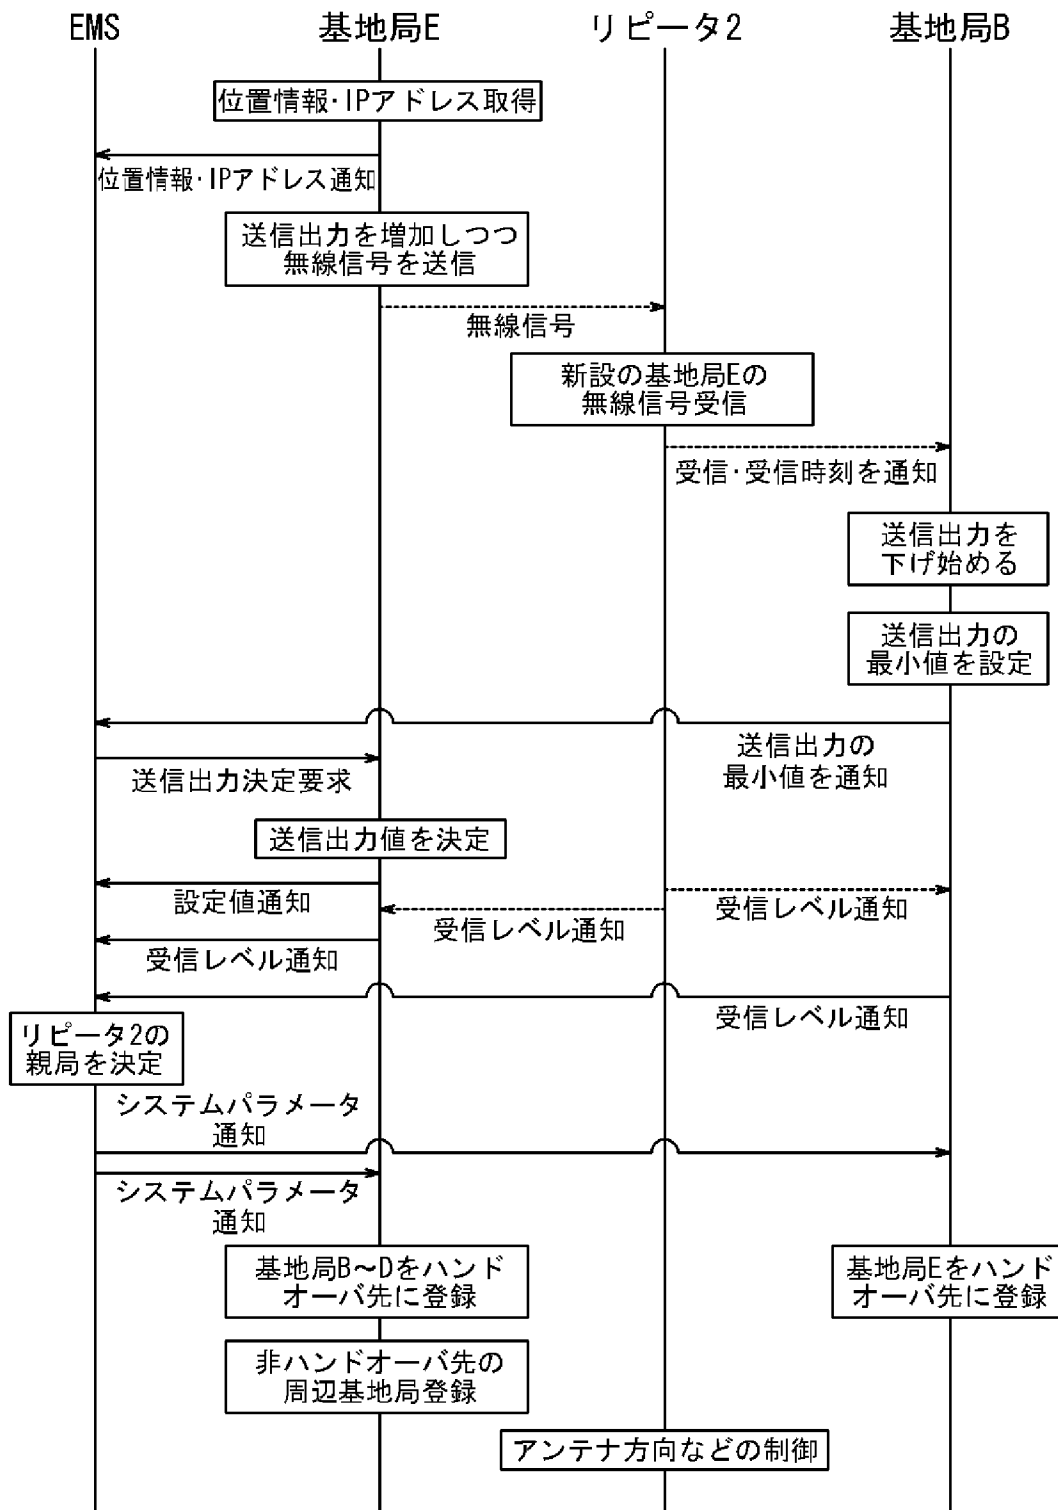 EMS
基地局E
リピータ2
基地局B
位置情報・IPアドレス取得
位置情報・IPアドレス通知
送信出力を増加しつつ
無線信号を送信
無線信号
新設の基地局Eの
無線信号受信
受信・受信時刻を通知
送信出力を
下げ始める
送信出力の
最小値を設定
送信出力の
最小値を通知
送信出力決定要求
送信出力値を決定
設定値通知
受信レベル通知
受信レベル通知
受信レベル通知
受信レベル通知
リピータ2の
親局を決定
システムパラメータ
通知
システムパラメータ
通知
基地局B〜Dをハンド
オーバ先に登録
基地局Eをハンド
オーバ先に登録
非ハンドオーバ先の
周辺基地局登録
アンテナ方向などの制御